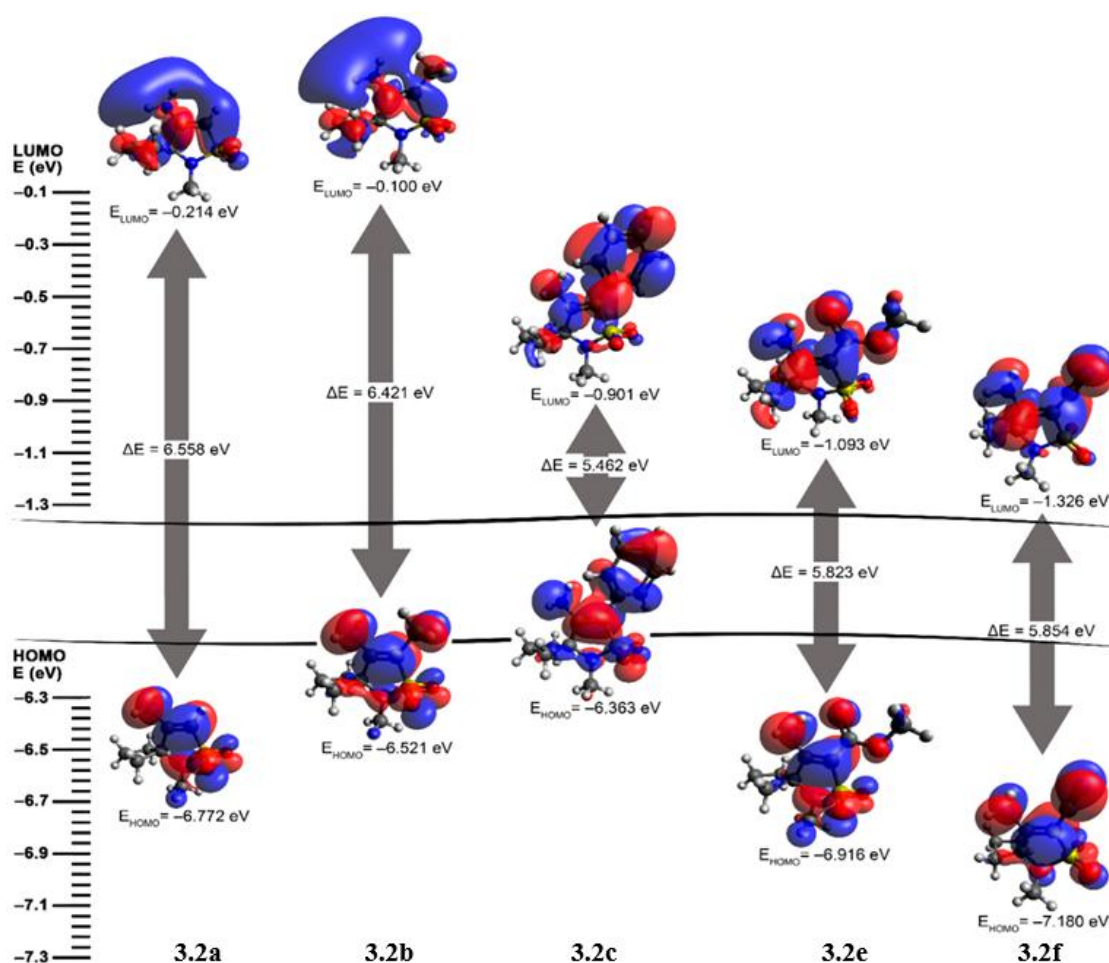 LUMO
E (eV)
–0.1
–0.3
–0.5
–0.7
–0.9
–1.1
–1.3
HOMO
E (eV)
–6.3
–6.5
–6.7
–6.9
–7.1
–7.3
E_LUMO = –0.214 eV
ΔE = 6.558 eV
E_HOMO = –6.772 eV
E_LUMO = –0.100 eV
ΔE = 6.421 eV
E_HOMO = –6.521 eV
E_LUMO = –0.901 eV
ΔE = 5.462 eV
E_HOMO = –6.363 eV
E_LUMO = –1.093 eV
ΔE = 5.823 eV
E_HOMO = –6.916 eV
E_LUMO = –1.326 eV
ΔE = 5.854 eV
E_HOMO = –7.180 eV
3.2a 3.2b 3.2c 3.2e 3.2f